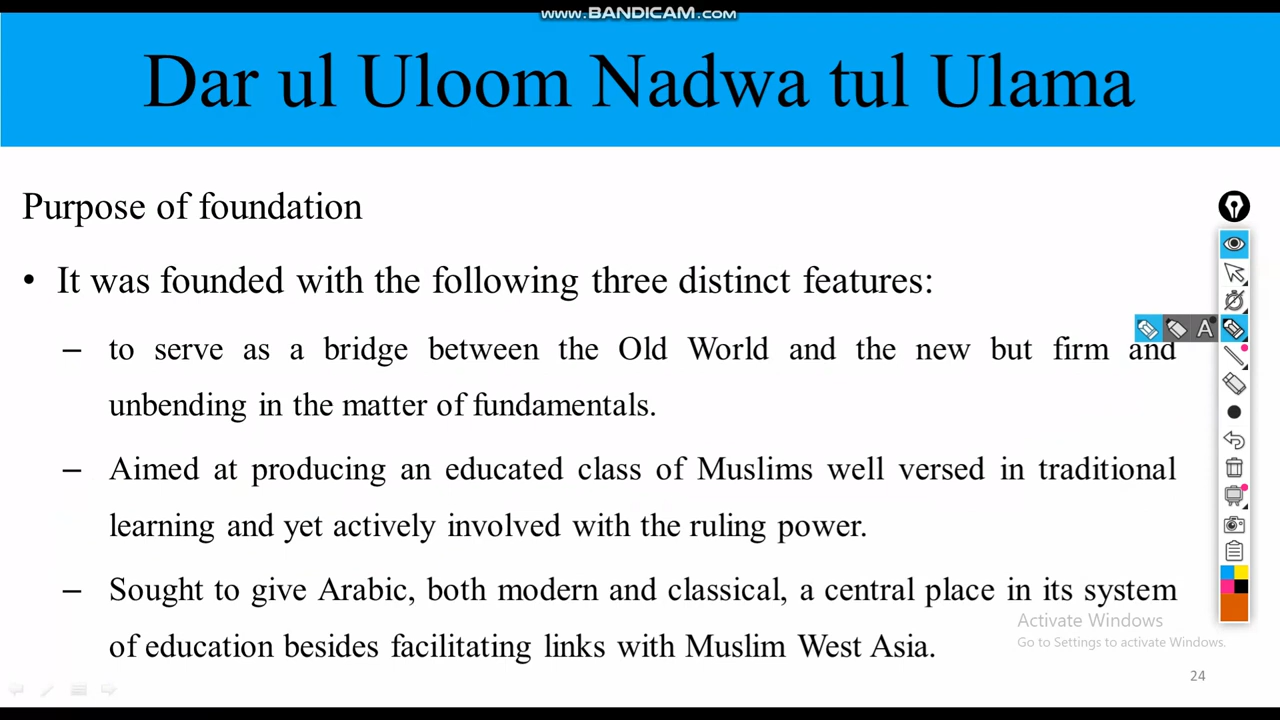 WWW.BANDICAM.COM
Dar ul Uloom Nadwa tul Ulama
Purpose of foundation
• It was founded with the following three distinct features:
– to serve as a bridge between the Old World and the new but firm and
unbending in the matter of fundamentals.
– Aimed at producing an educated class of Muslims well versed in traditional
learning and yet actively involved with the ruling power.
– Sought to give Arabic, both modern and classical, a central place in its system
of education besides facilitating links with Muslim West Asia.
A
Activate Windows
Go to Settings to activate Windows.
24